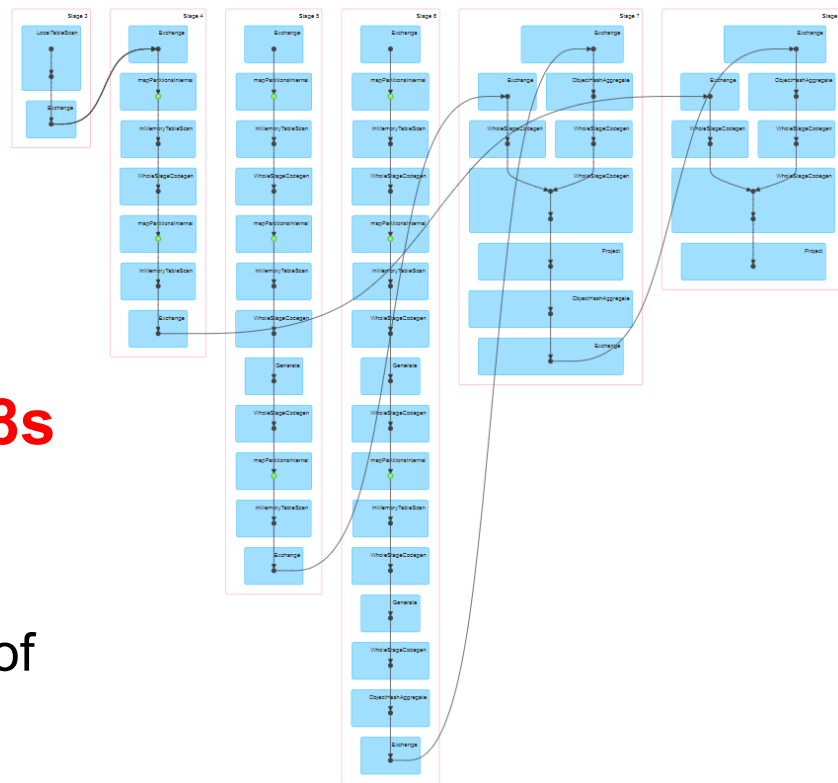 Stage 3
LocalTableScan
Exchange
Stage 4
Exchange
mapPartitionsInternal
InMemoryTableScan
WholeStageCodegen
mapPartitionsInternal
InMemoryTableScan
Exchange
Stage 5
Exchange
mapPartitionsInternal
InMemoryTableScan
WholeStageCodegen
mapPartitionsInternal
InMemoryTableScan
WholeStageCodegen
Generate
WholeStageCodegen
mapPartitionsInternal
InMemoryTableScan
Exchange
Stage 6
Exchange
mapPartitionsInternal
InMemoryTableScan
WholeStageCodegen
mapPartitionsInternal
InMemoryTableScan
WholeStageCodegen
Generate
WholeStageCodegen
mapPartitionsInternal
InMemoryTableScan
WholeStageCodegen
Generate
WholeStageCodegen
ObjectHashAggregate
Exchange
Stage 7
Exchange
Exchange
ObjectHashAggregate
WholeStageCodegen
WholeStageCodegen
WholeStageCodegen
Project
ObjectHashAggregate
Exchange
Stage
Exchange
Exchange
ObjectHashAggregate
WholeStageCodegen
WholeStageCodegen
WholeStageCodegen
Project
3s
of